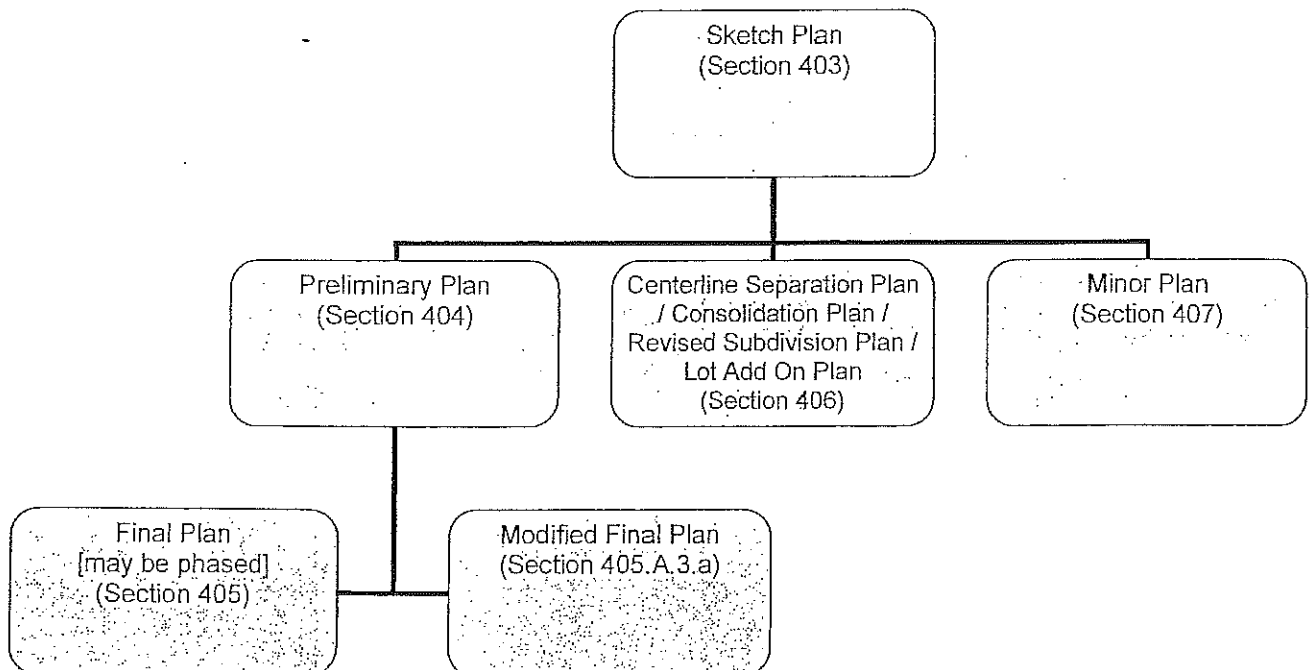 Sketch Plan
(Section 403)
Preliminary Plan
(Section 404)
Centerline Separation Plan
/ Consolidation Plan /
Revised Subdivision Plan /
Lot Add On Plan
(Section 406)
Minor Plan
(Section 407)
Final Plan
[may be phased]
(Section 405)
Modified Final Plan
(Section 405.A.3.a)